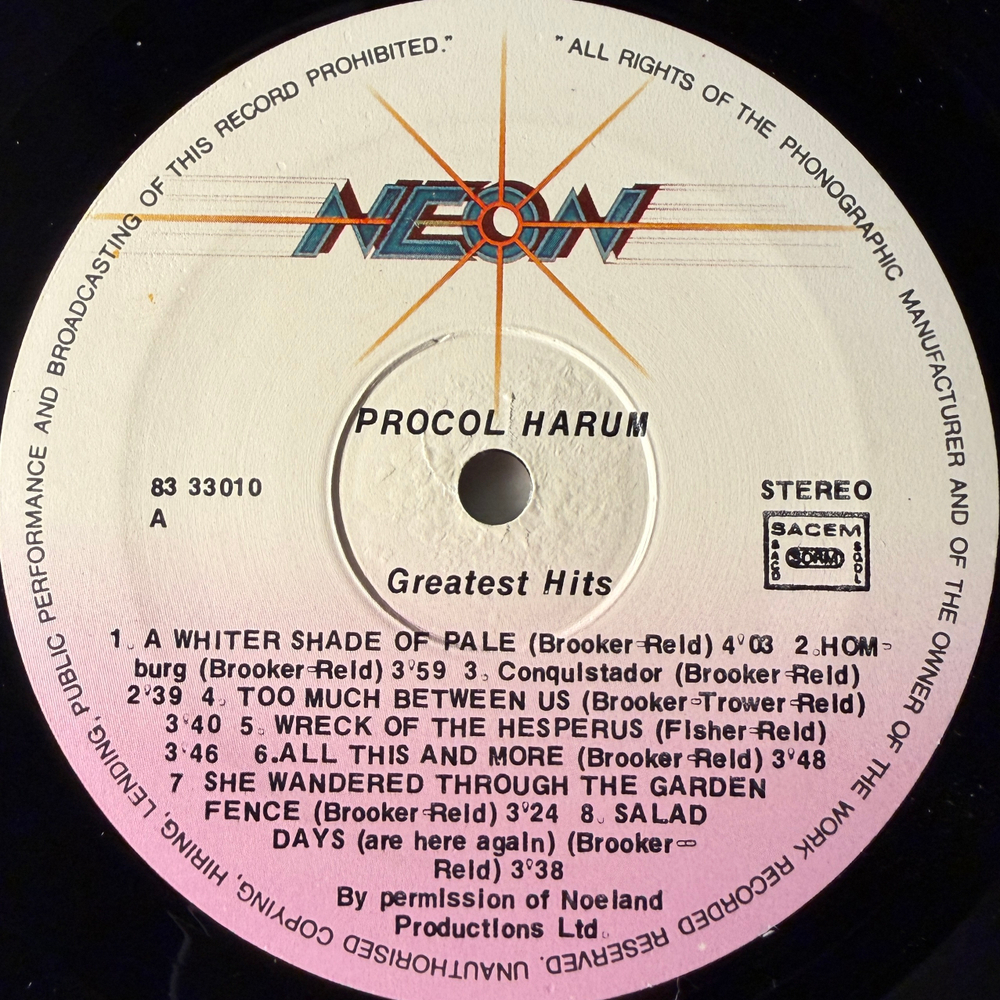 "ALL RIGHTS OF THE PHONOGRAPHIC MANUFACTURER AND OF THE OWNER OF THE WORK RECORDED RESERVED. UNAUTHORISED COPYING, HIRING, LENDING, PUBLIC PERFORMANCE AND BROADCASTING OF THIS RECORD PROHIBITED."
NEON
PROCOL HARUM
83 33010
A
STEREO
SACEM
SACD
SDRM
SGDL
Greatest Hits
1. A WHITER SHADE OF PALE (Brooker-Reid) 4'03 2.HOM-
burg (Brooker-Reid) 3'59 3. Conquistador (Brooker-Reid)
2'39 4. TOO MUCH BETWEEN US (Brooker-Trower-Reid)
3'40 5. WRECK OF THE HESPERUS (Fisher-Reid)
3'46 6.ALL THIS AND MORE (Brooker-Reid) 3'48
7 SHE WANDERED THROUGH THE GARDEN
FENCE (Brooker-Reid) 3'24 8. SALAD
DAYS (are here again) (Brooker-
Reid) 3'38
By permission of Noeland
Productions Ltd.